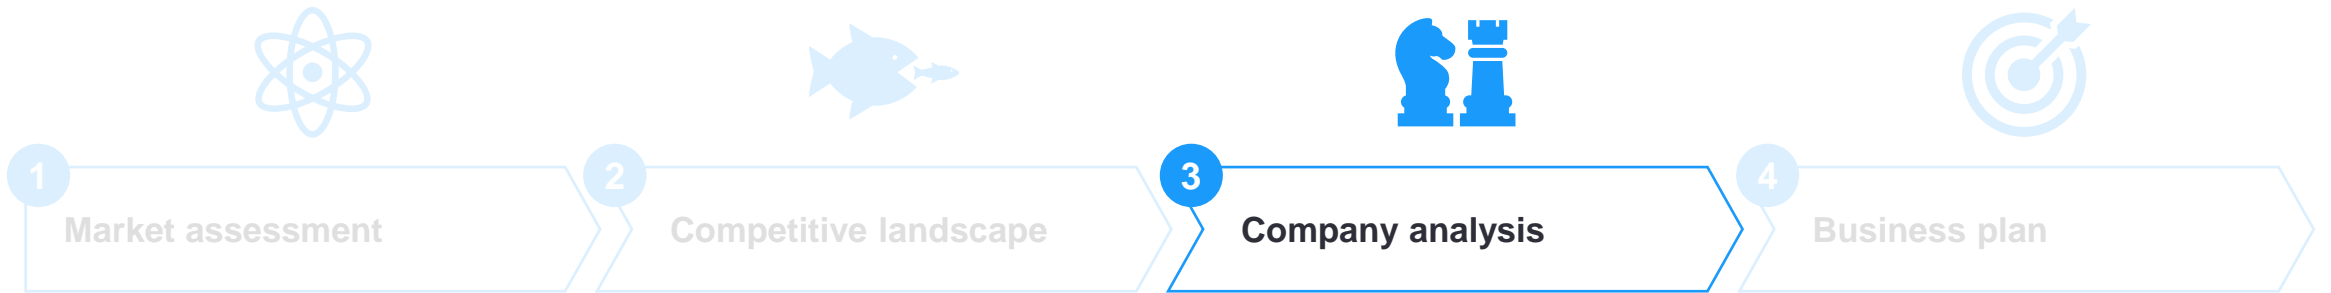 1
Market assessment
2
Competitive landscape
3
Company analysis
4
Business plan